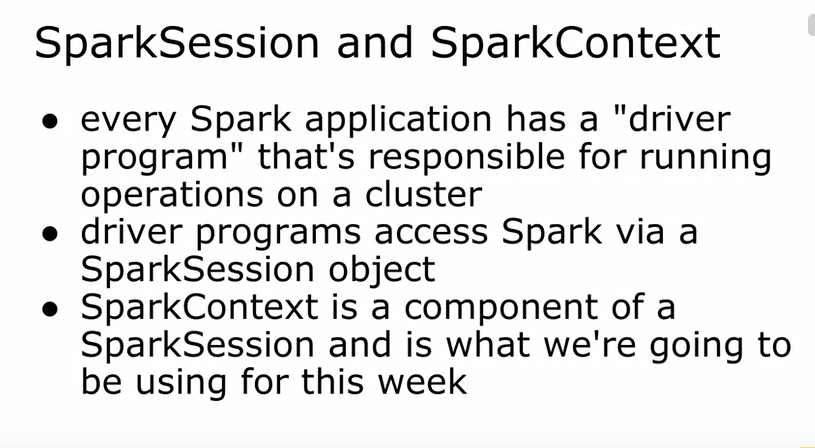 SparkSession and SparkContext
● every Spark application has a "driver
program" that's responsible for running
operations on a cluster
● driver programs access Spark via a
SparkSession object
● SparkContext is a component of a
SparkSession and is what we're going to
be using for this week